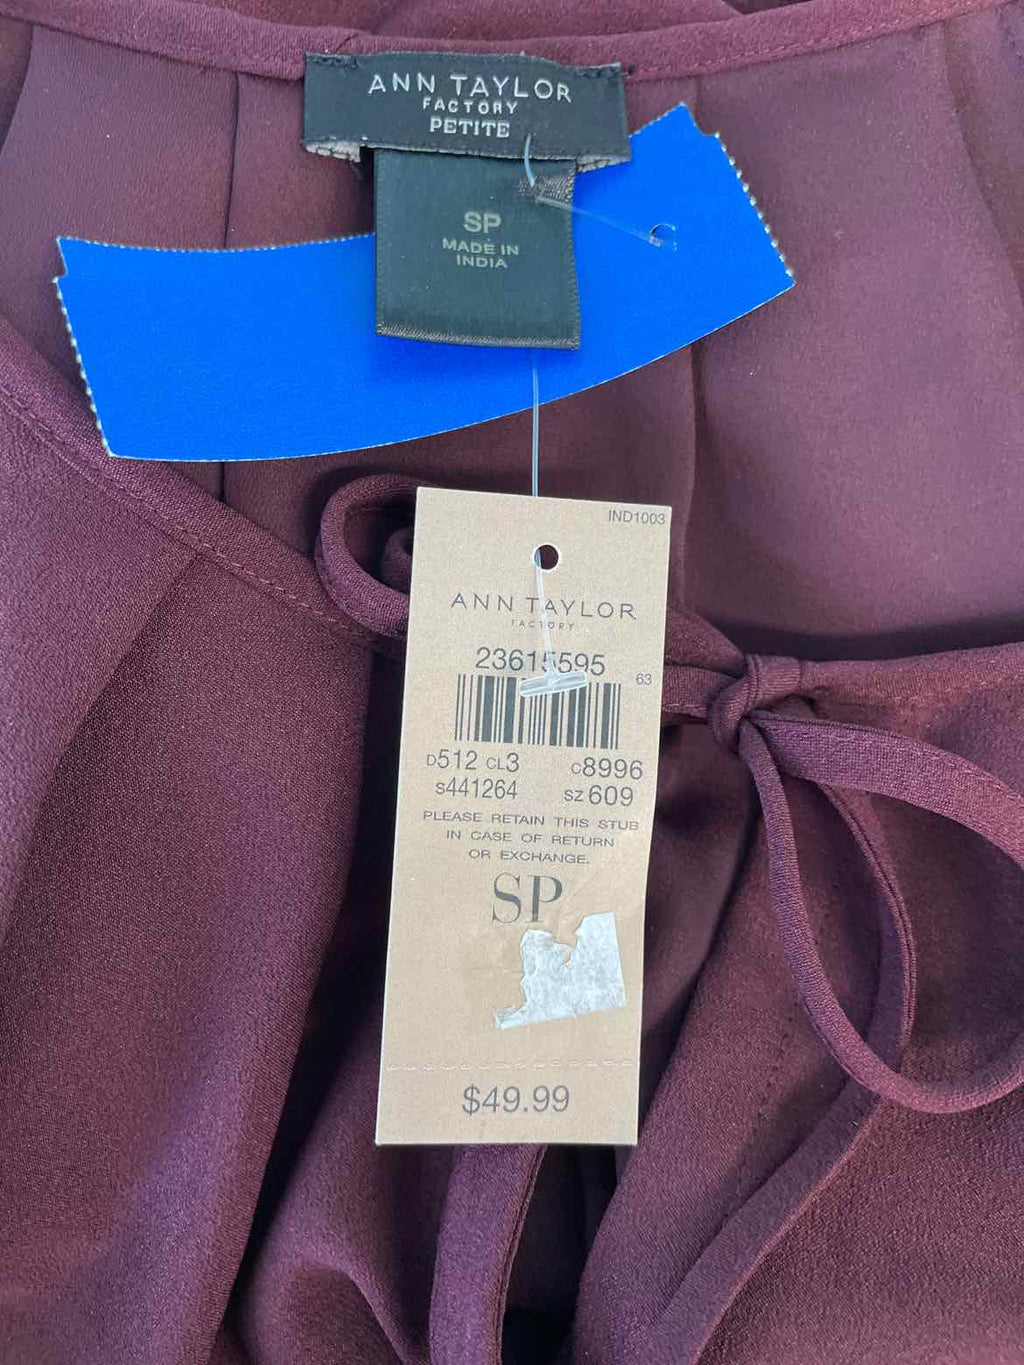 ANN TAYLOR
FACTORY
PETITE
SP
MADE IN
INDIA
IND1003
ANN TAYLOR
FACTORY
23615595
63
D512 CL3 C8996
S441264 SZ 609
PLEASE RETAIN THIS STUB
IN CASE OF RETURN
OR EXCHANGE.
SP
$49.99